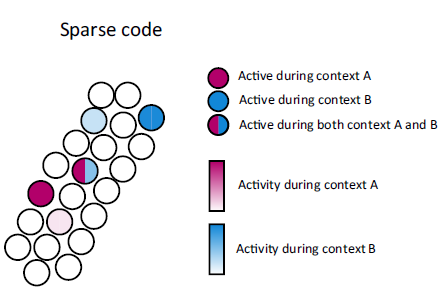 Sparse code
Active during context A
Active during context B
Active during both context A and B
Activity during context A
Activity during context B